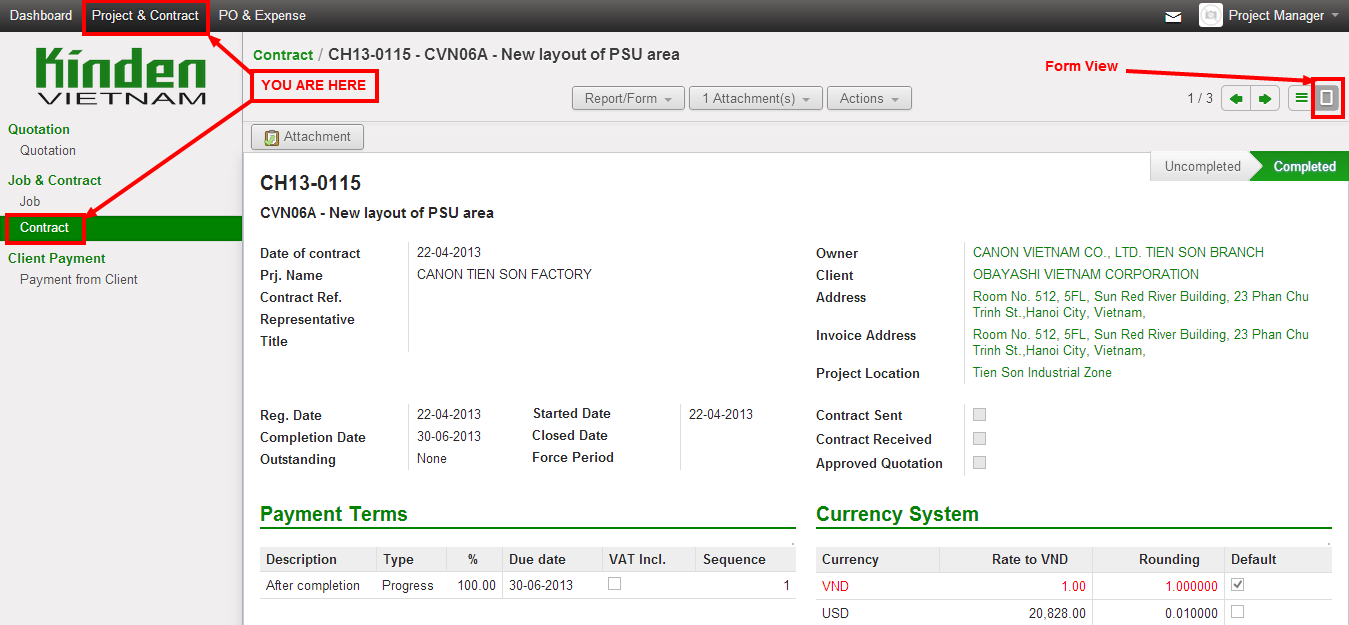 Dashboard Project & Contract PO & Expense Project Manager
Kinden
VIETNAM
Contract / CH13-0115 - CVN06A - New layout of PSU area
YOU ARE HERE
Form View
Report/Form 1 Attachment(s) Actions 1 / 3
Attachment
Quotation
Quotation
Job & Contract
Job
Contract
Client Payment
Payment from Client
Uncompleted Completed
CH13-0115
CVN06A - New layout of PSU area
Date of contract 22-04-2013
Prj. Name CANON TIEN SON FACTORY
Contract Ref.
Representative
Title
Owner CANON VIETNAM CO., LTD. TIEN SON BRANCH
Client OBAYASHI VIETNAM CORPORATION
Address Room No. 512, 5FL, Sun Red River Building, 23 Phan Chu
Trinh St.,Hanoi City, Vietnam,
Invoice Address Room No. 512, 5FL, Sun Red River Building, 23 Phan Chu
Trinh St.,Hanoi City, Vietnam,
Project Location Tien Son Industrial Zone
Reg. Date 22-04-2013 Started Date 22-04-2013
Completion Date 30-06-2013 Closed Date
Outstanding None Force Period
Contract Sent
Contract Received
Approved Quotation
Payment Terms
Description Type % Due date VAT Incl. Sequence
After completion Progress 100.00 30-06-2013 1
Currency System
Currency Rate to VND Rounding Default
VND 1.00 1.000000
USD 20,828.00 0.010000